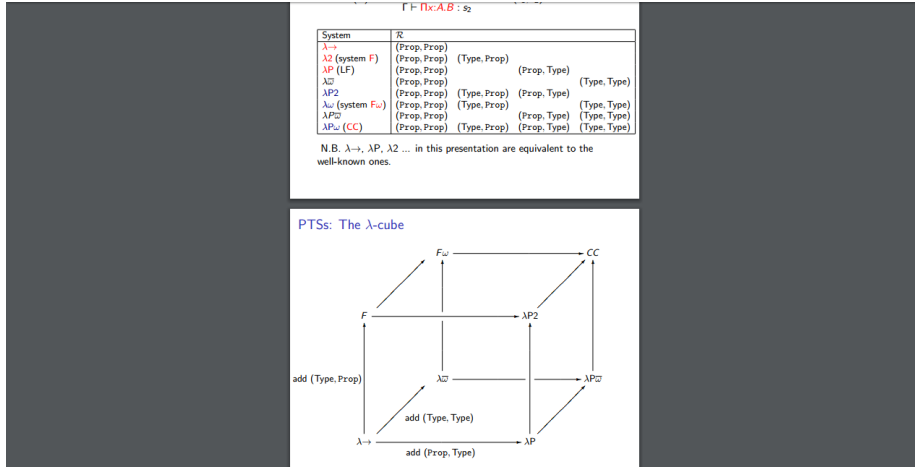 Γ ⊢ Πx:A.B : s₂
System R
λ→ (Prop, Prop)
λ2 (system F) (Prop, Prop) (Type, Prop)
λP (LF) (Prop, Prop) (Prop, Type)
λω̅ (Prop, Prop) (Type, Type)
λP2 (Prop, Prop) (Type, Prop) (Prop, Type)
λω (system Fω) (Prop, Prop) (Type, Prop) (Type, Type)
λPω̅ (Prop, Prop) (Prop, Type) (Type, Type)
λPω (CC) (Prop, Prop) (Type, Prop) (Prop, Type) (Type, Type)
N.B. λ→, λP, λ2 ... in this presentation are equivalent to the
well-known ones.
PTSs: The λ-cube
Fω CC
F λP2
add (Type, Prop) λω̅ λPω̅
add (Type, Type)
λ→ λP
add (Prop, Type)